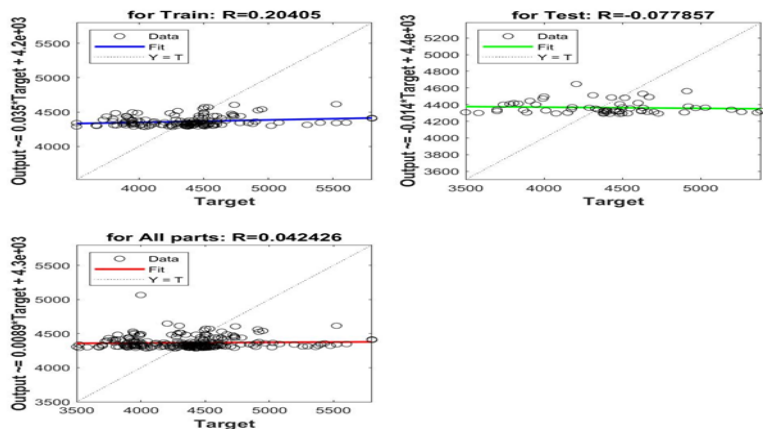 for Train: R=0.20405
Output ~= 0.035*Target + 4.2e+03
5500
5000
4500
4000
Data
Fit
Y = T
4000 4500 5000 5500
Target
for Test: R=-0.077857
Output ~= -0.014*Target + 4.4e+03
5200
5000
4800
4600
4400
4200
4000
3800
3600
Data
Fit
Y = T
3500 4000 4500 5000
Target
for All parts: R=0.042426
Output ~= 0.0089*Target + 4.3e+03
5500
5000
4500
4000
3500
Data
Fit
Y = T
3500 4000 4500 5000 5500
Target